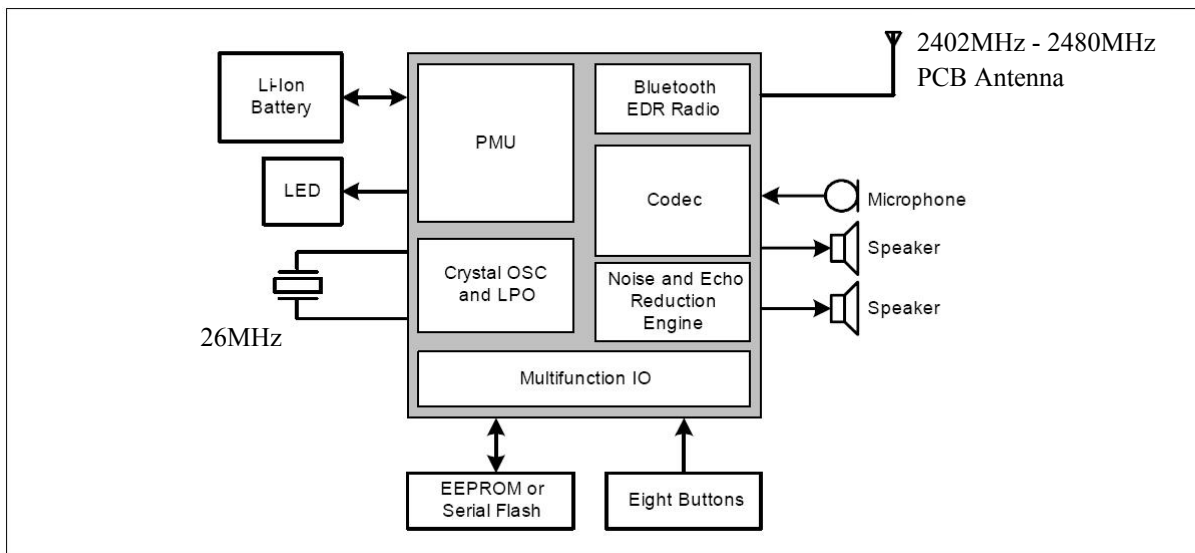 2402MHz - 2480MHz
PCB Antenna
Li-Ion
Battery
PMU
Bluetooth
EDR Radio
LED
Codec
Microphone
Speaker
Crystal OSC
and LPO
Noise and Echo
Reduction
Engine
Speaker
26MHz
Multifunction IO
EEPROM or
Serial Flash
Eight Buttons